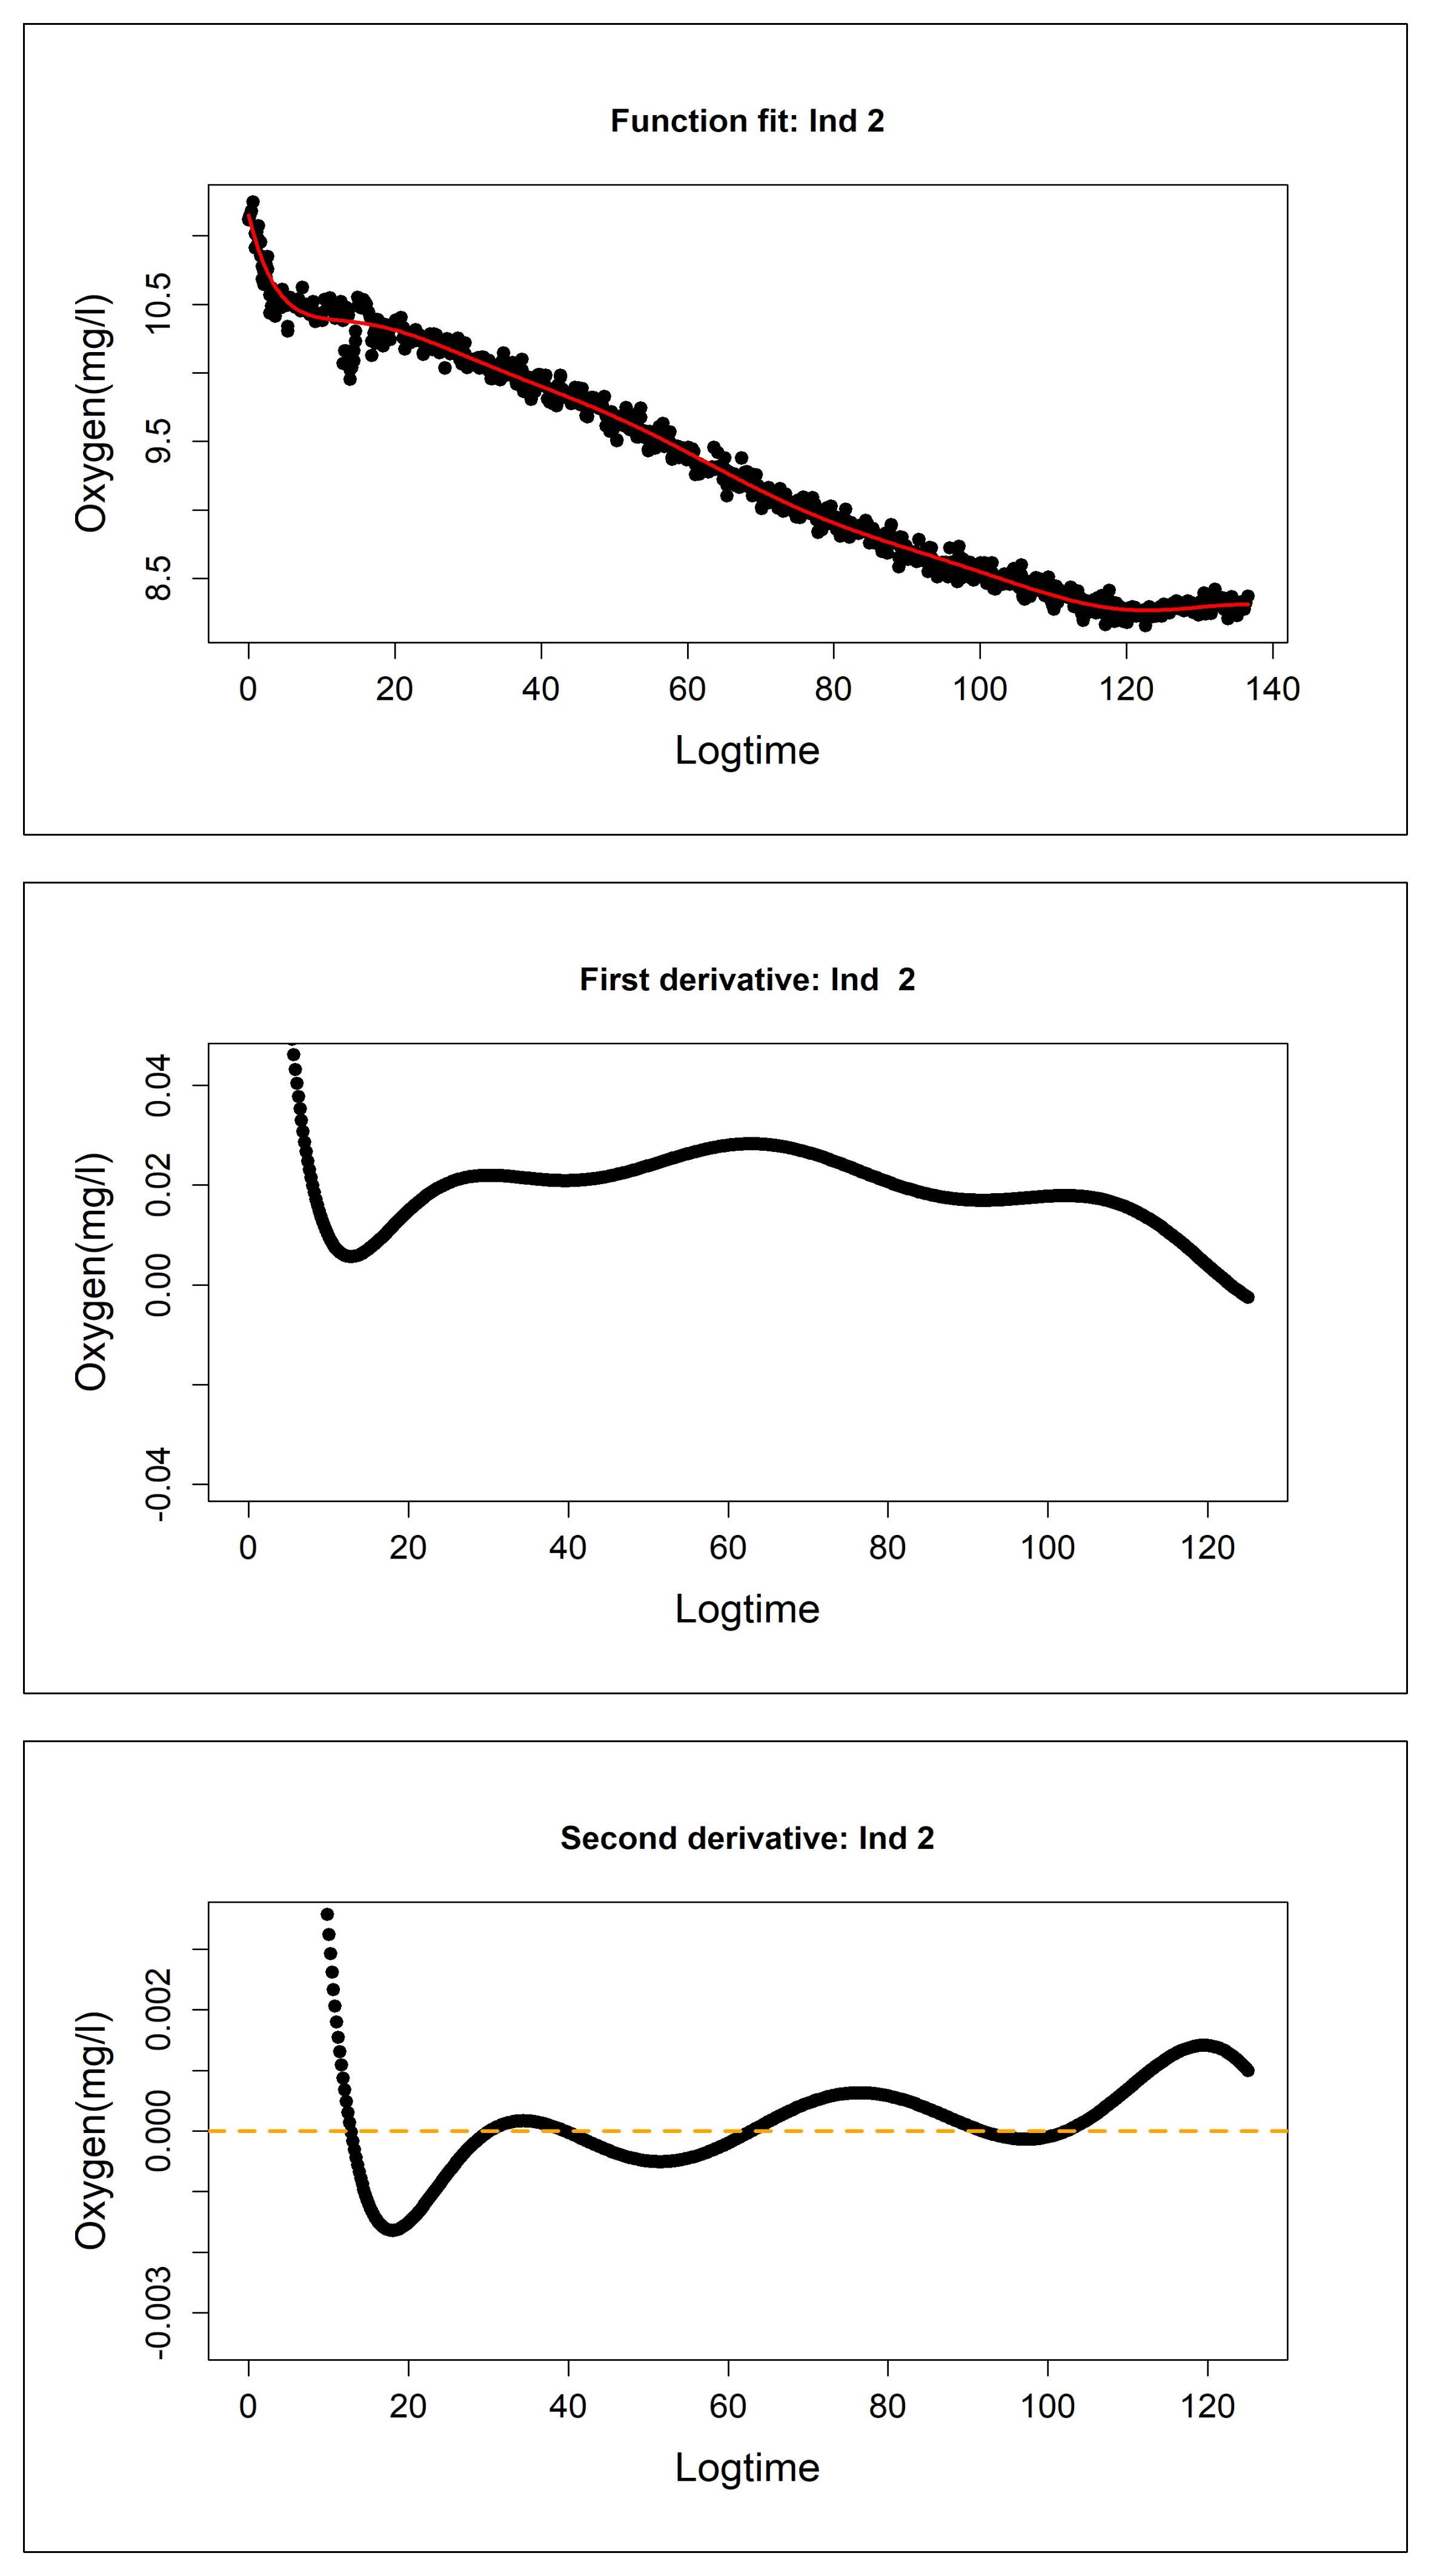 Function fit: Ind 2
Oxygen(mg/l)
10.5
9.5
8.5
0 20 40 60 80 100 120 140
Logtime
First derivative: Ind 2
Oxygen(mg/l)
0.04
0.02
0.00
-0.04
0 20 40 60 80 100 120
Logtime
Second derivative: Ind 2
Oxygen(mg/l)
0.002
0.000
-0.003
0 20 40 60 80 100 120
Logtime